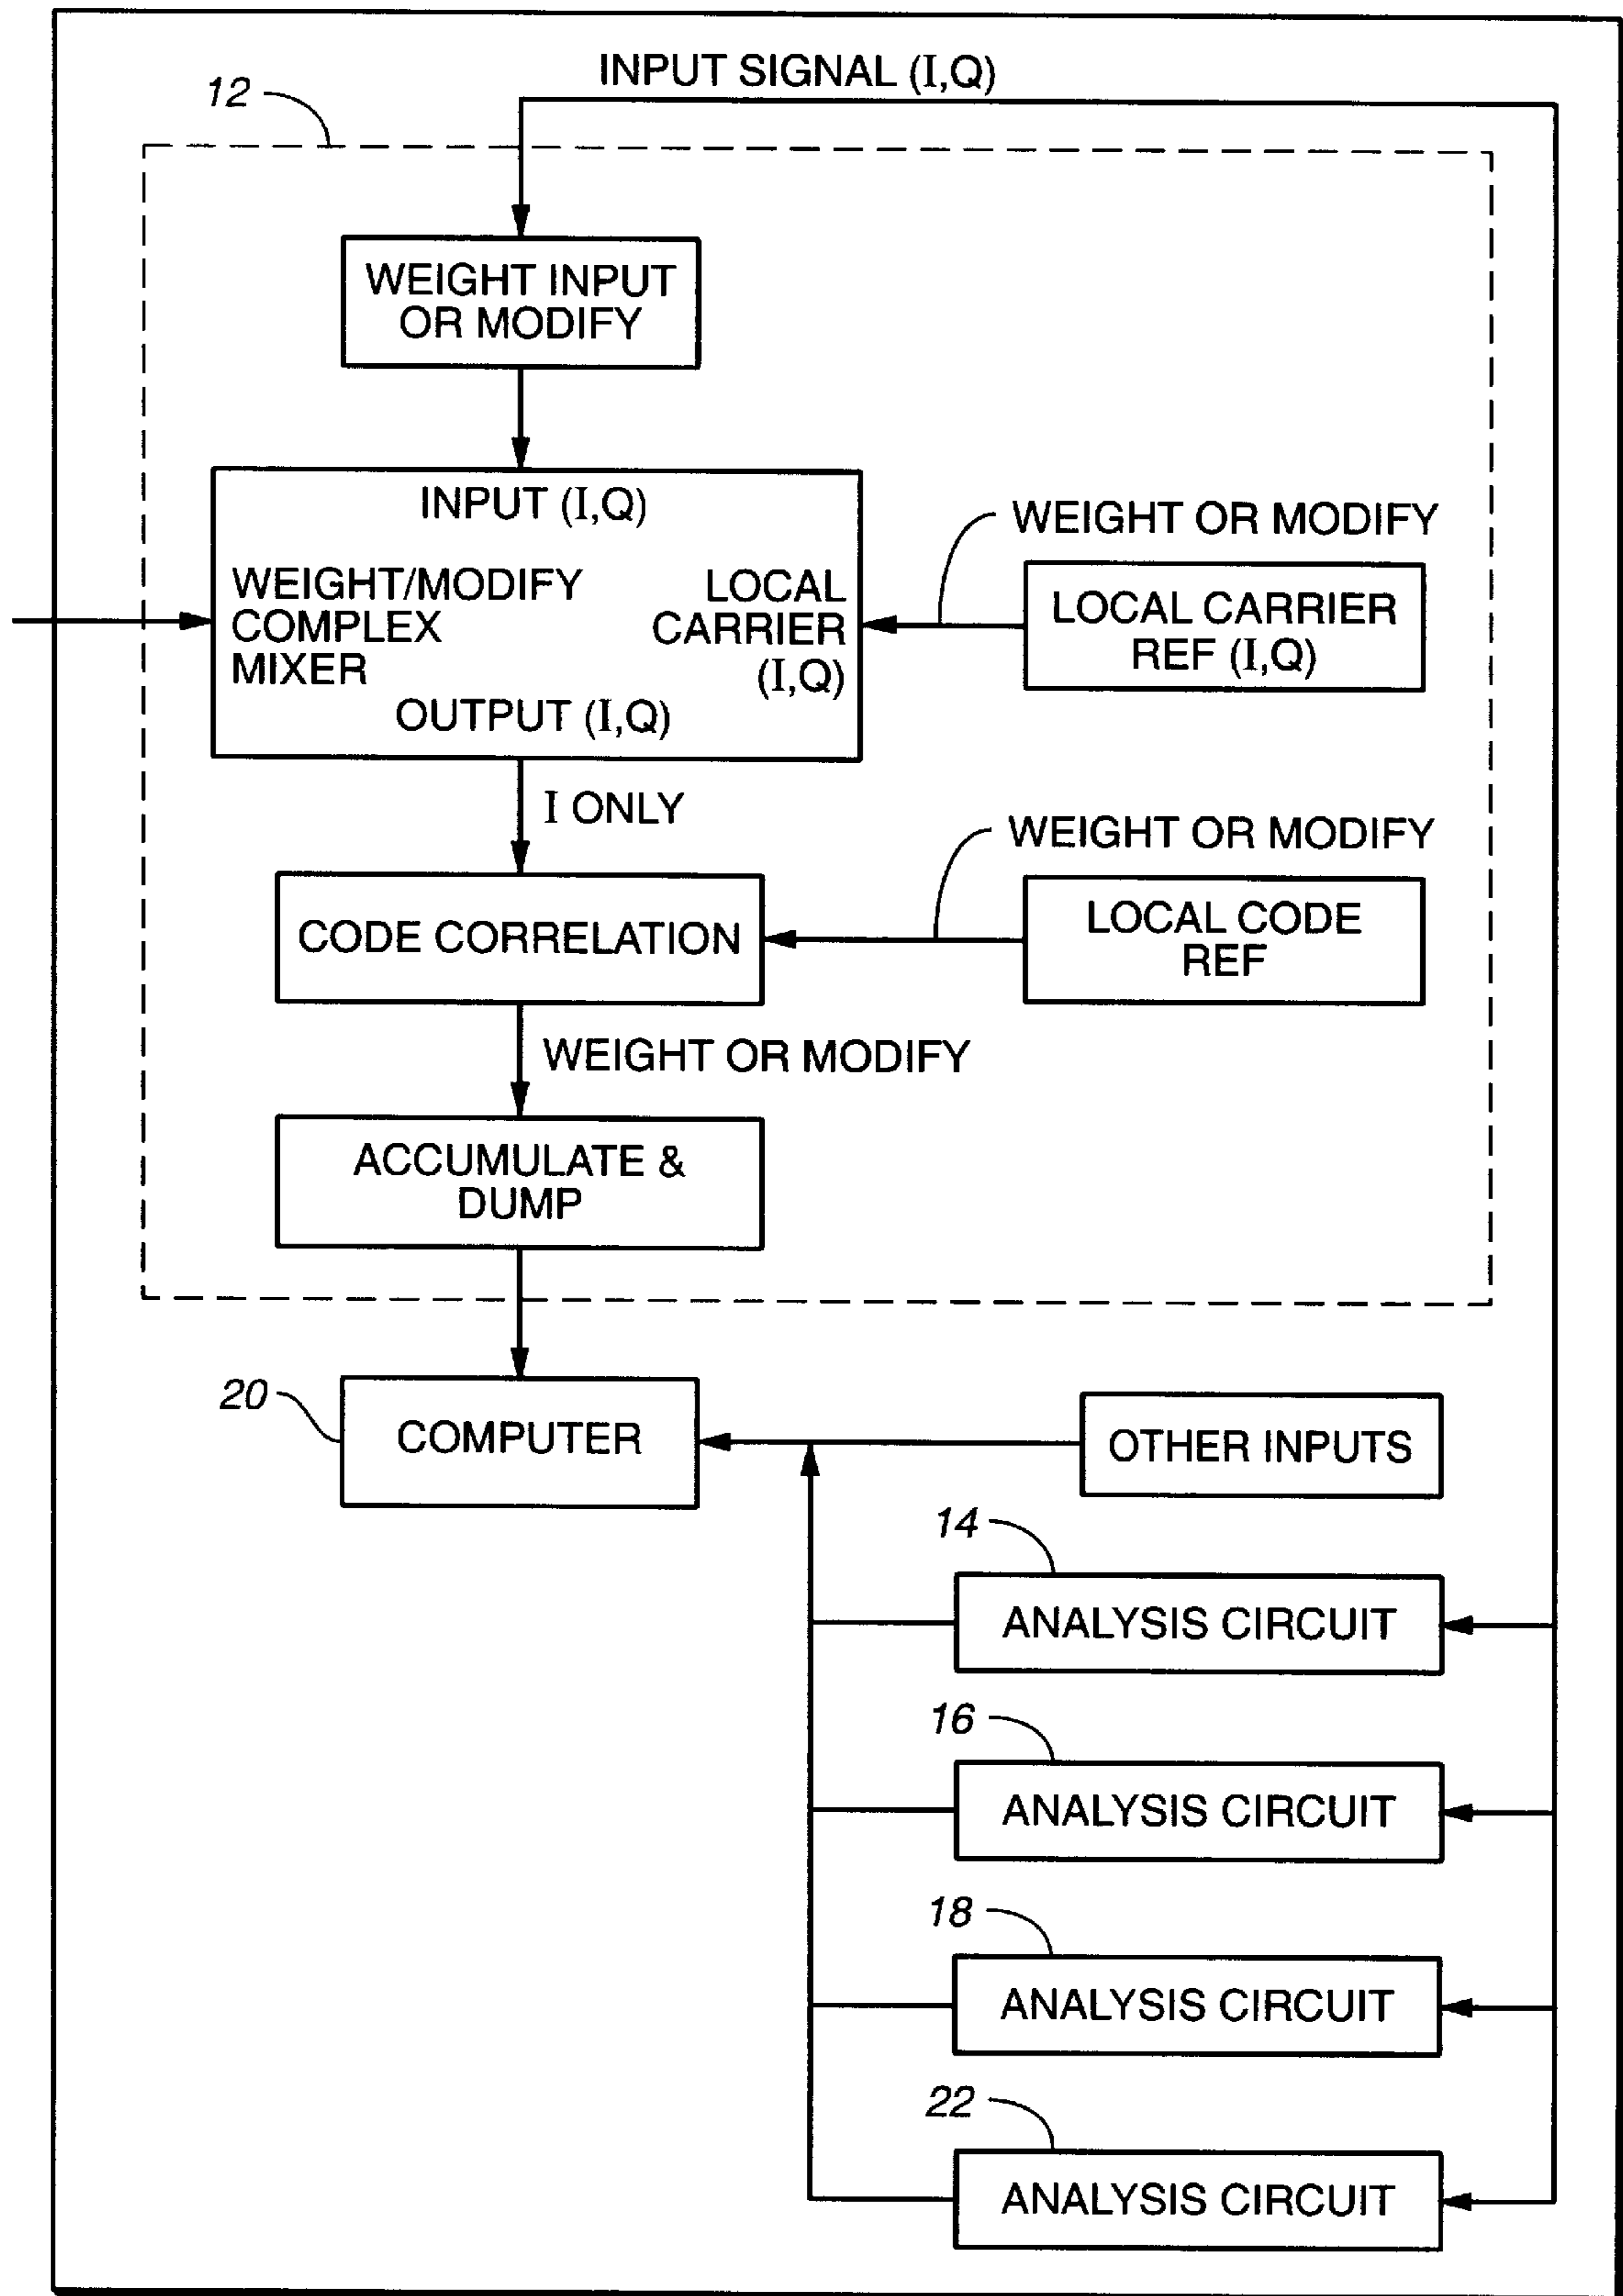 INPUT SIGNAL (I,Q)
12
WEIGHT INPUT
OR MODIFY
INPUT (I,Q)
WEIGHT/MODIFY
COMPLEX
MIXER
LOCAL
CARRIER
(I,Q)
OUTPUT (I,Q)
WEIGHT OR MODIFY
LOCAL CARRIER
REF (I,Q)
I ONLY
WEIGHT OR MODIFY
CODE CORRELATION
LOCAL CODE
REF
WEIGHT OR MODIFY
ACCUMULATE &
DUMP
20
COMPUTER
OTHER INPUTS
14
ANALYSIS CIRCUIT
16
ANALYSIS CIRCUIT
18
ANALYSIS CIRCUIT
22
ANALYSIS CIRCUIT